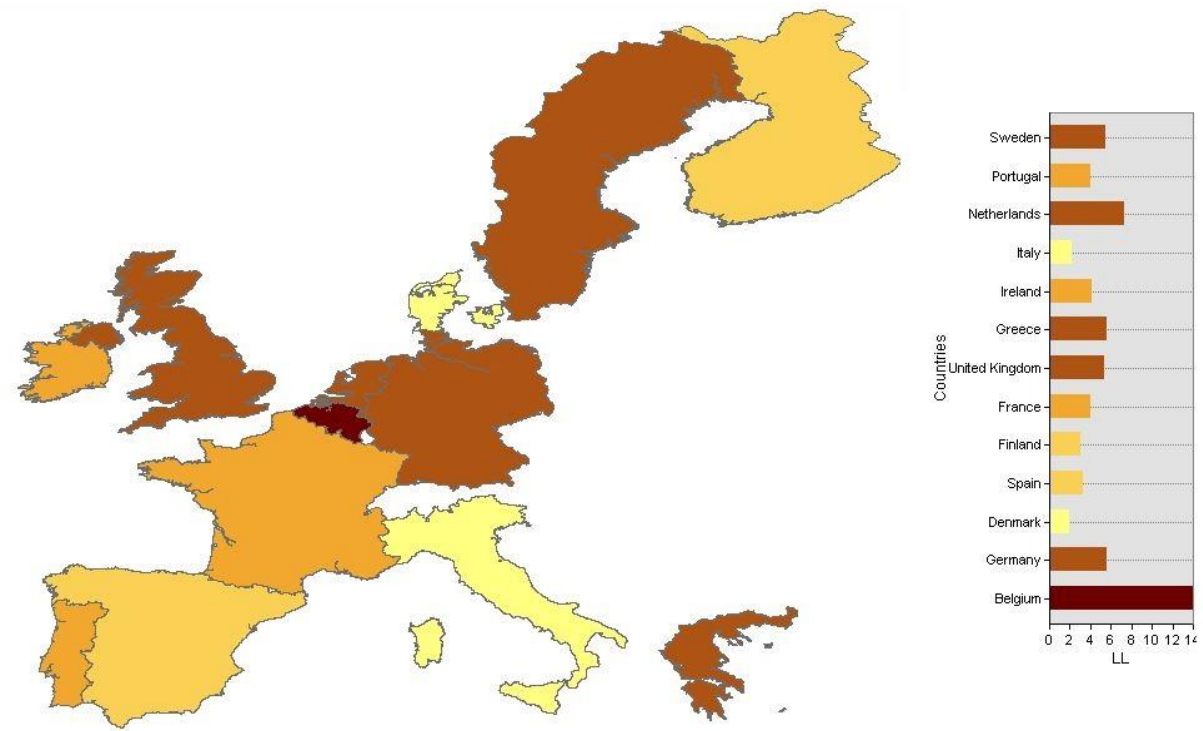 Countries
Sweden
Portugal
Netherlands
Italy
Ireland
Greece
United Kingdom
France
Finland
Spain
Denmark
Germany
Belgium
0 2 4 6 8 10 12 14
LL